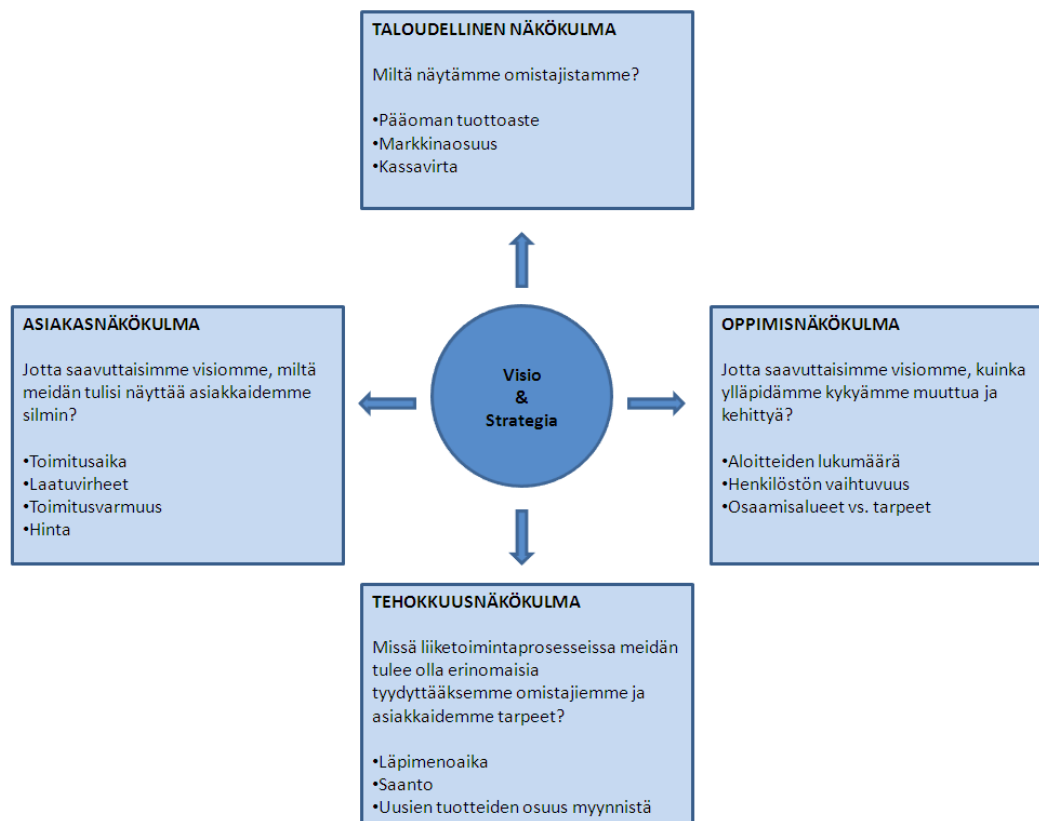 TALOUDELLINEN NÄKÖKULMA
Miltä näytämme omistajistamme?
•Pääoman tuottoaste
•Markkinaosuus
•Kassavirta
ASIAKASNÄKÖKULMA
Jotta saavuttaisimme visiomme, miltä
meidän tulisi näyttää asiakkaidemme
silmin?
•Toimitusaika
•Laatuvirheet
•Toimitusvarmuus
•Hinta
Visio
&
Strategia
OPPIMISNÄKÖKULMA
Jotta saavuttaisimme visiomme, kuinka
ylläpidämme kykyämme muuttua ja
kehittyä?
•Aloitteiden lukumäärä
•Henkilöstön vaihtuvuus
•Osaamisalueet vs. tarpeet
TEHOKKUUSNÄKÖKULMA
Missä liiketoimintaprosesseissa meidän
tulee olla erinomaisia
tyydyttääksemme omistajiemme ja
asiakkaidemme tarpeet?
•Läpimenoaika
•Saanto
•Uusien tuotteiden osuus myynnistä